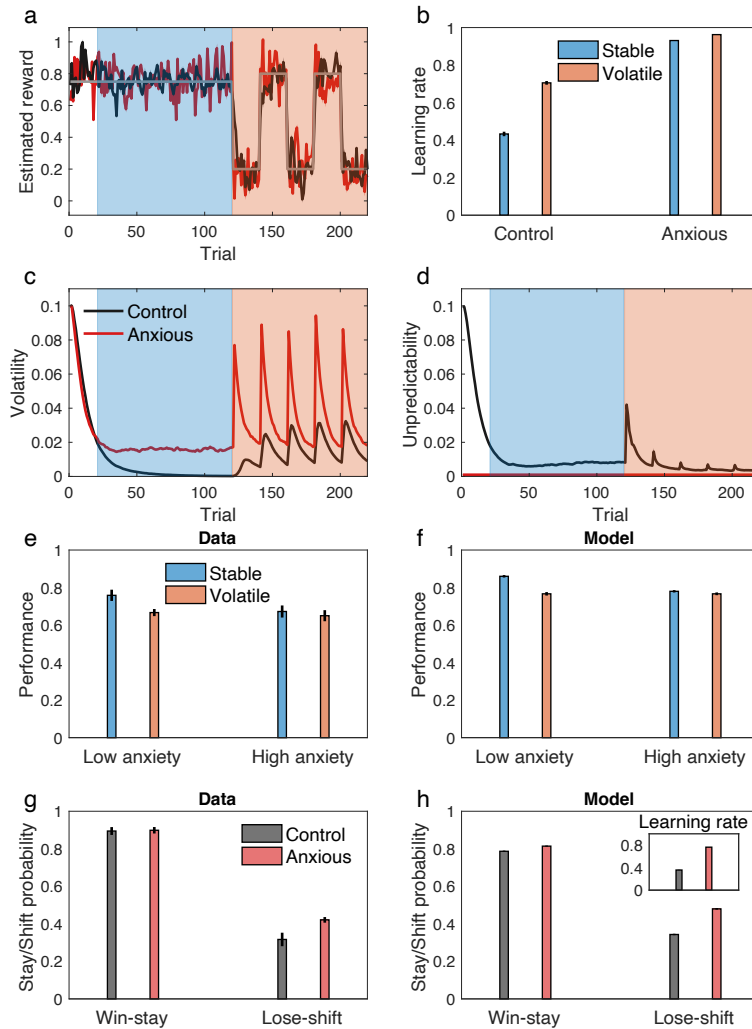 a
Estimated reward
1
0.8
0.6
0.4
0.2
0
0
50
100
150
200
Trial
b
Learning rate
1
0.8
0.6
0.4
0.2
0
Stable
Volatile
Control
Anxious
c
Volatility
0.1
0.08
0.06
0.04
0.02
0
Control
Anxious
0
50
100
150
200
Trial
d
Unpredictability
0.1
0.08
0.06
0.04
0.02
0
0
50
100
150
200
Trial
e
Data
Performance
1
0.8
0.6
0.4
0.2
0
Stable
Volatile
Low anxiety
High anxiety
f
Model
Performance
1
0.8
0.6
0.4
0.2
0
Stable
Volatile
Low anxiety
High anxiety
g
Data
Stay/Shift probability
1
0.8
0.6
0.4
0.2
0
Control
Anxious
Win-stay
Lose-shift
h
Model
Stay/Shift probability
1
0.8
0.6
0.4
0.2
0
Learning rate
0.8
0.4
0
Win-stay
Lose-shift